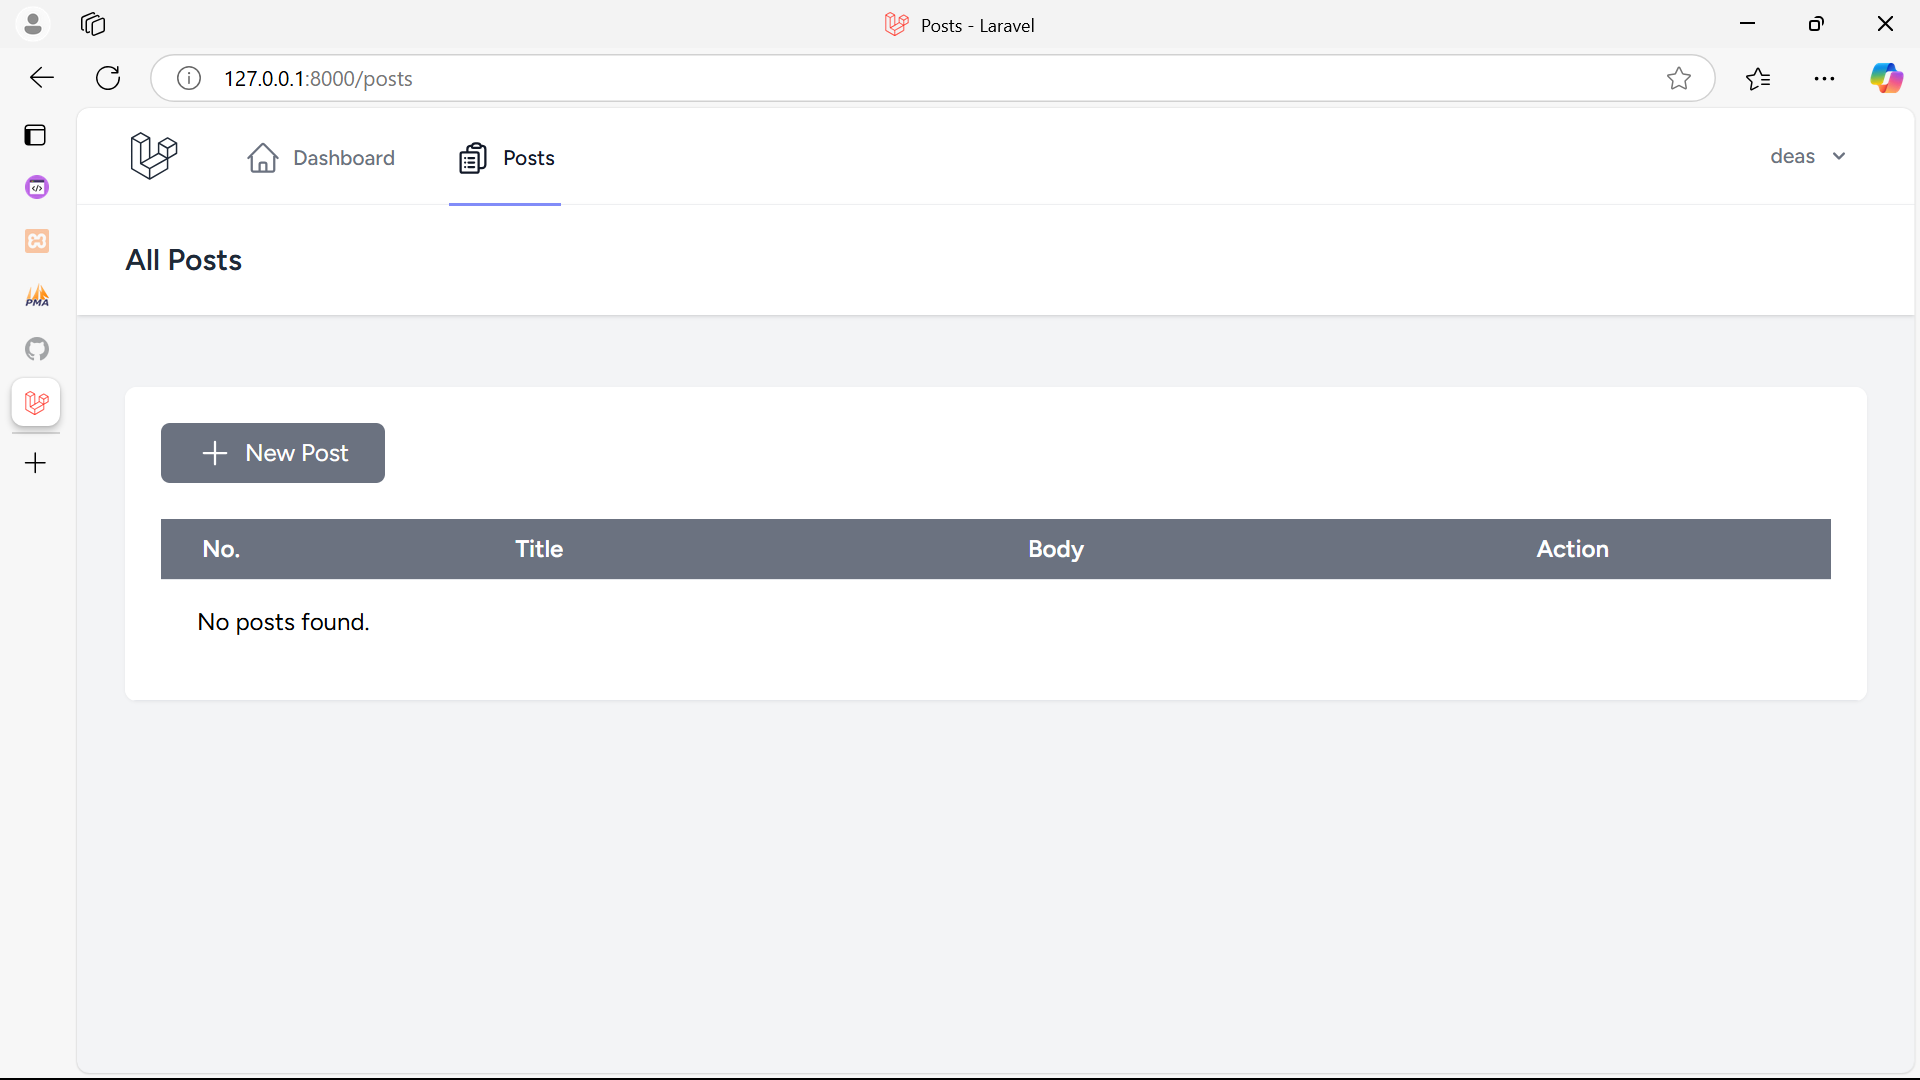 Posts - Laravel
127.0.0.1:8000/posts
Dashboard
Posts
deas
All Posts
PMA
New Post
No. Title Body Action
No posts found.